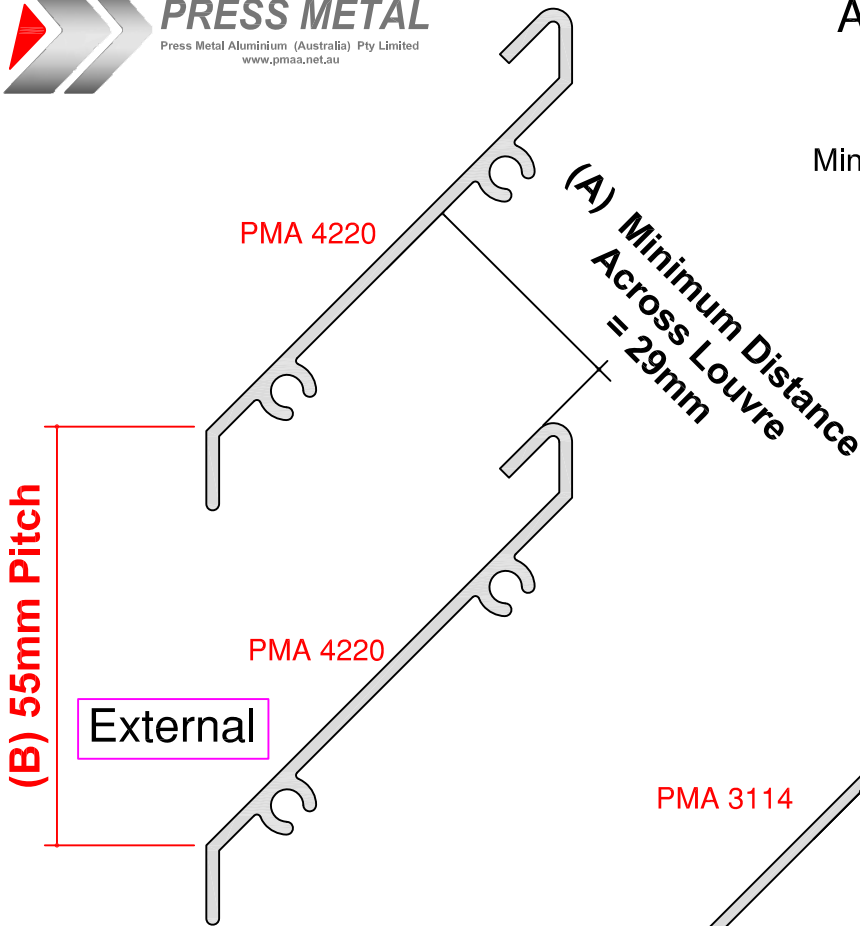 PRESS METAL
Press Metal Aluminium (Australia) Pty Limited
www.pmaa.net.au
A
Min
PMA 4220
(A) Minimum Distance
Across Louvre
= 29mm
(B) 55mm Pitch
PMA 4220
External
PMA 3114